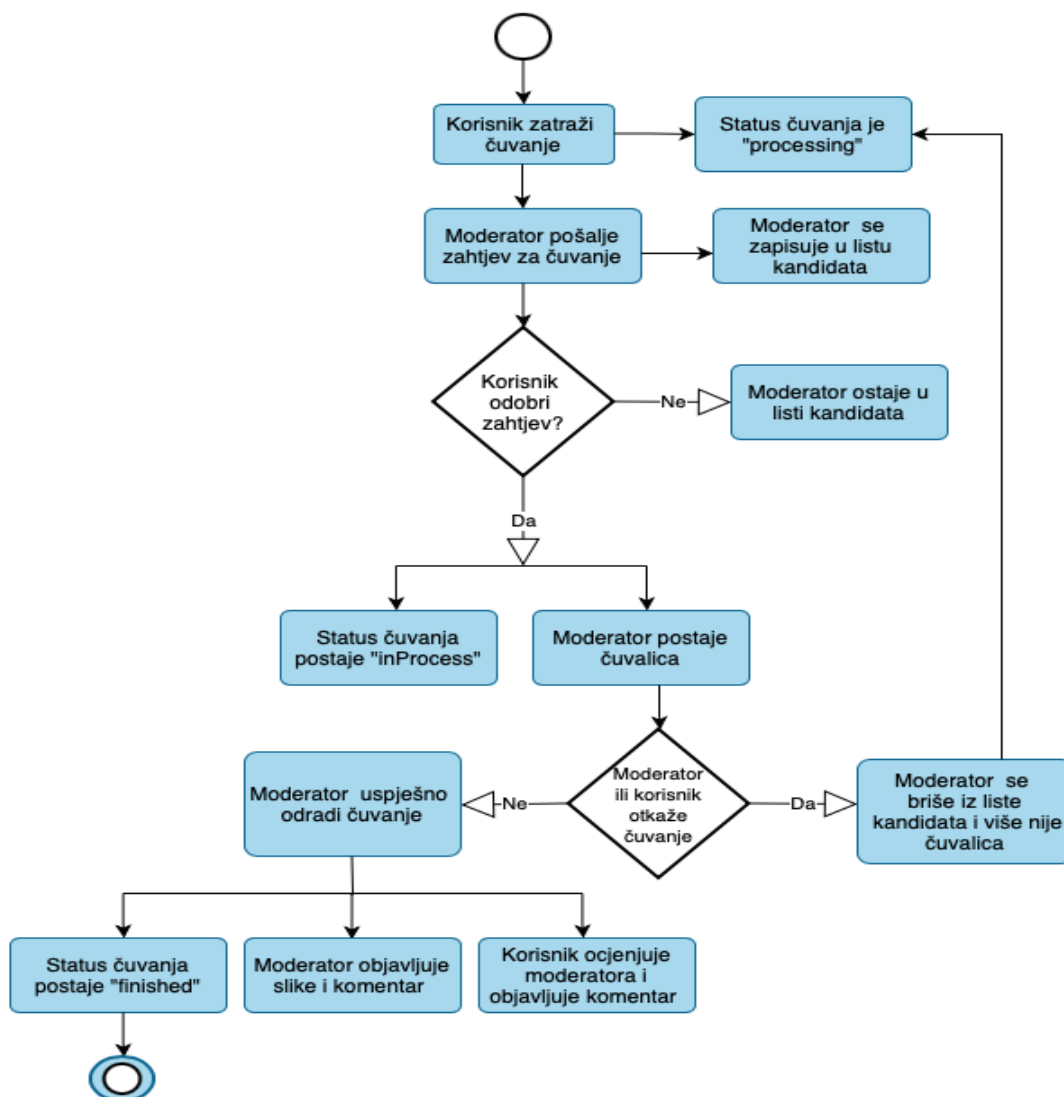 Korisnik zatraži
čuvanje
Status čuvanja je
"processing"
Moderator pošalje
zahtjev za čuvanje
Moderator se
zapisuje u listu
kandidata
Korisnik
odobri
zahtjev?
Ne
Moderator ostaje u
listi kandidata
Da
Status čuvanja
postaje "inProcess"
Moderator postaje
čuvalica
Moderator uspješno
odradi čuvanje
Ne
Moderator
ili korisnik
otkaže
čuvanje
Da
Moderator se
briše iz liste
kandidata i više nije
čuvalica
Status čuvanja
postaje "finished"
Moderator objavljuje
slike i komentar
Korisnik ocjenjuje
moderatora i
objavljuje komentar